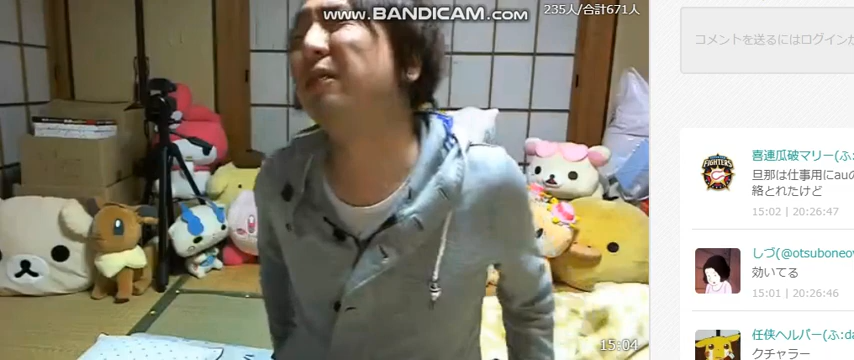 www.BANDICAM.com
235人/合計671人
コメントを送るにはログインが
喜連瓜破マリー(ふ:
旦那は仕事用にauの
絡とれたけど
15:02 | 20:26:47
しづ(@otsuboneo
効いてる
15:01 | 20:26:46
任侠ヘルパー(ふ:da
クチャラー
15:04
FIGHTERS